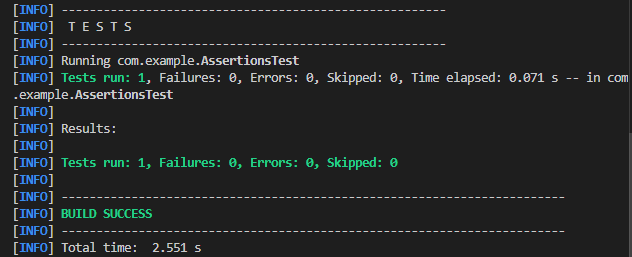 [INFO] -------------------------------------------------------
[INFO]  T E S T S
[INFO] -------------------------------------------------------
[INFO] Running com.example.AssertionsTest
[INFO] Tests run: 1, Failures: 0, Errors: 0, Skipped: 0, Time elapsed: 0.071 s -- in com
.example.AssertionsTest
[INFO]
[INFO] Results:
[INFO]
[INFO] Tests run: 1, Failures: 0, Errors: 0, Skipped: 0
[INFO]
[INFO] ------------------------------------------------------------------------
[INFO] BUILD SUCCESS
[INFO] ------------------------------------------------------------------------
[INFO] Total time:  2.551 s